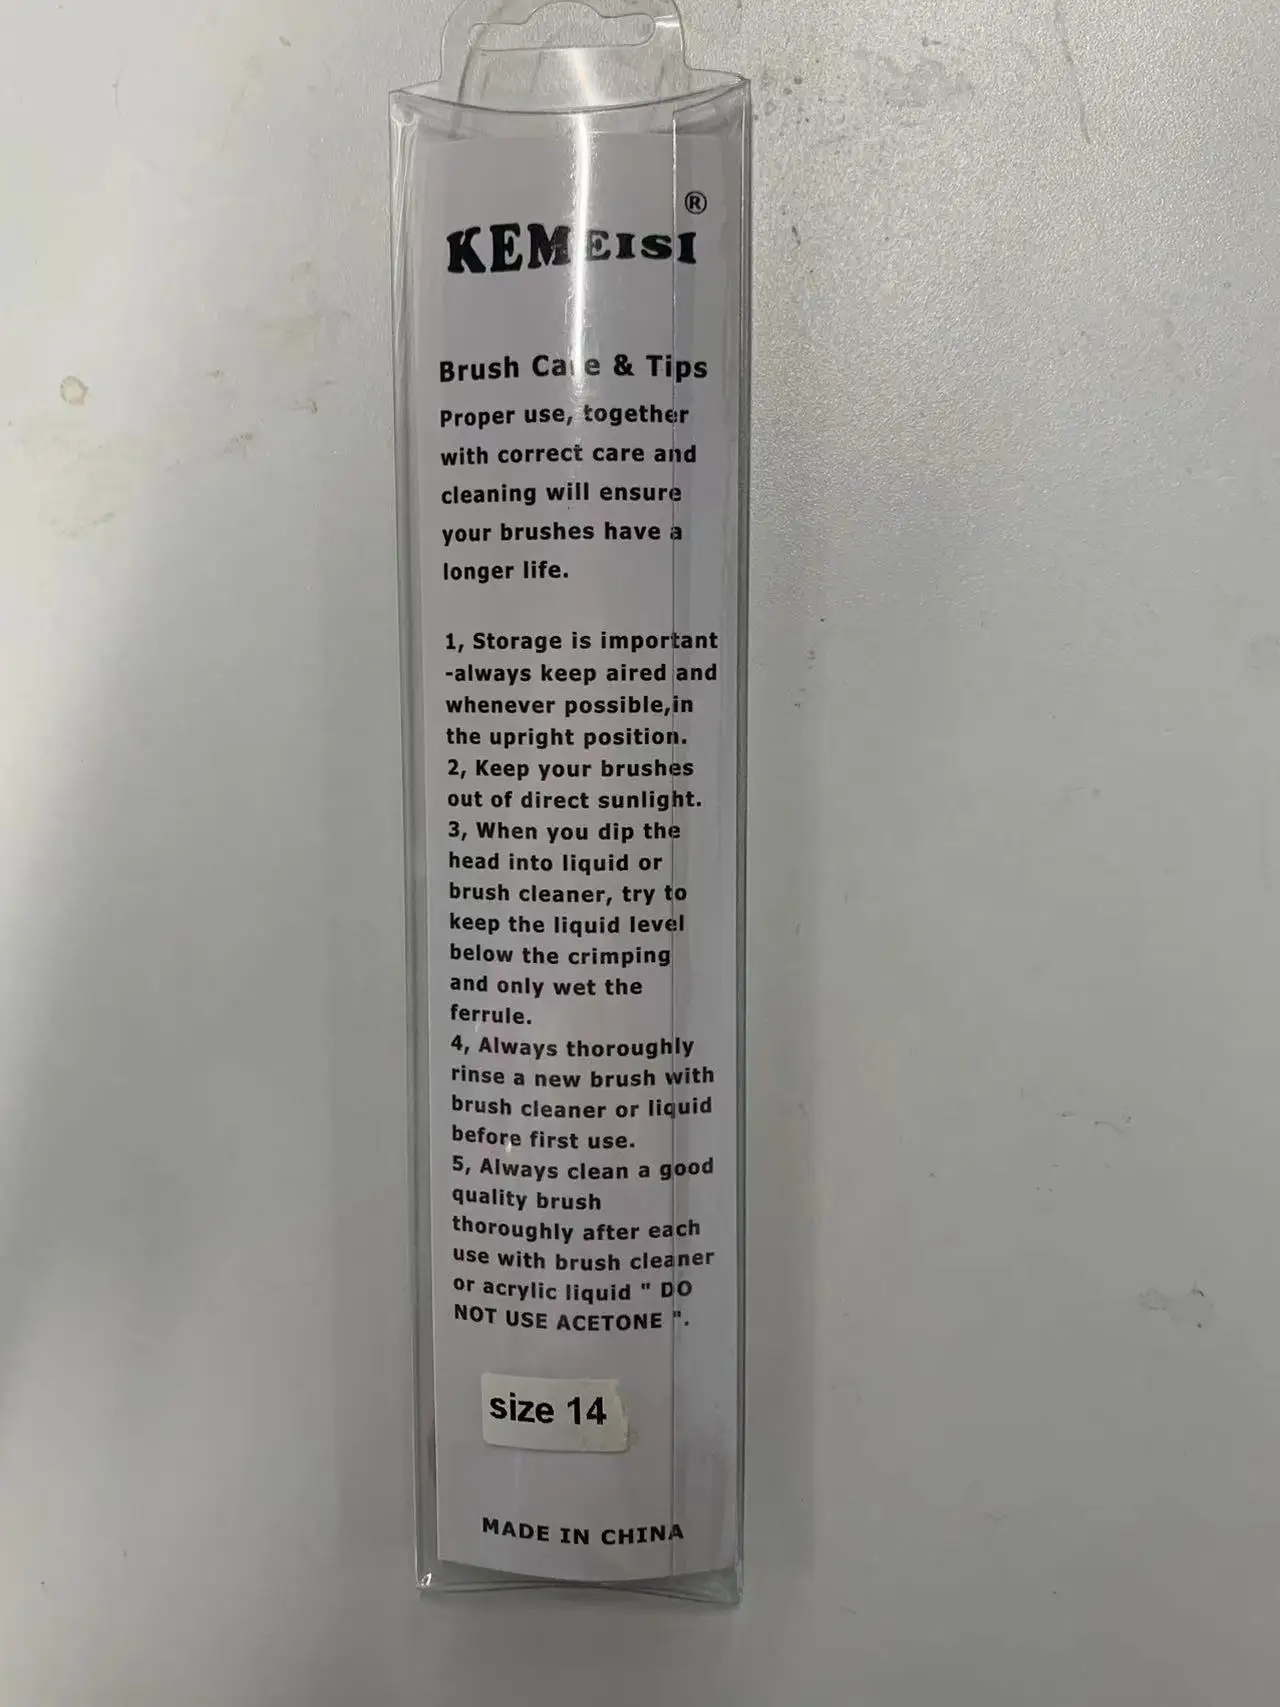 KEMEISI ®
Brush Care & Tips
Proper use, together
with correct care and
cleaning will ensure
your brushes have a
longer life.
1, Storage is important
-always keep aired and
whenever possible,in
the upright position.
2, Keep your brushes
out of direct sunlight.
3, When you dip the
head into liquid or
brush cleaner, try to
keep the liquid level
below the crimping
and only wet the
ferrule.
4, Always thoroughly
rinse a new brush with
brush cleaner or liquid
before first use.
5, Always clean a good
quality brush
thoroughly after each
use with brush cleaner
or acrylic liquid " DO
NOT USE ACETONE ".
size 14
MADE IN CHINA